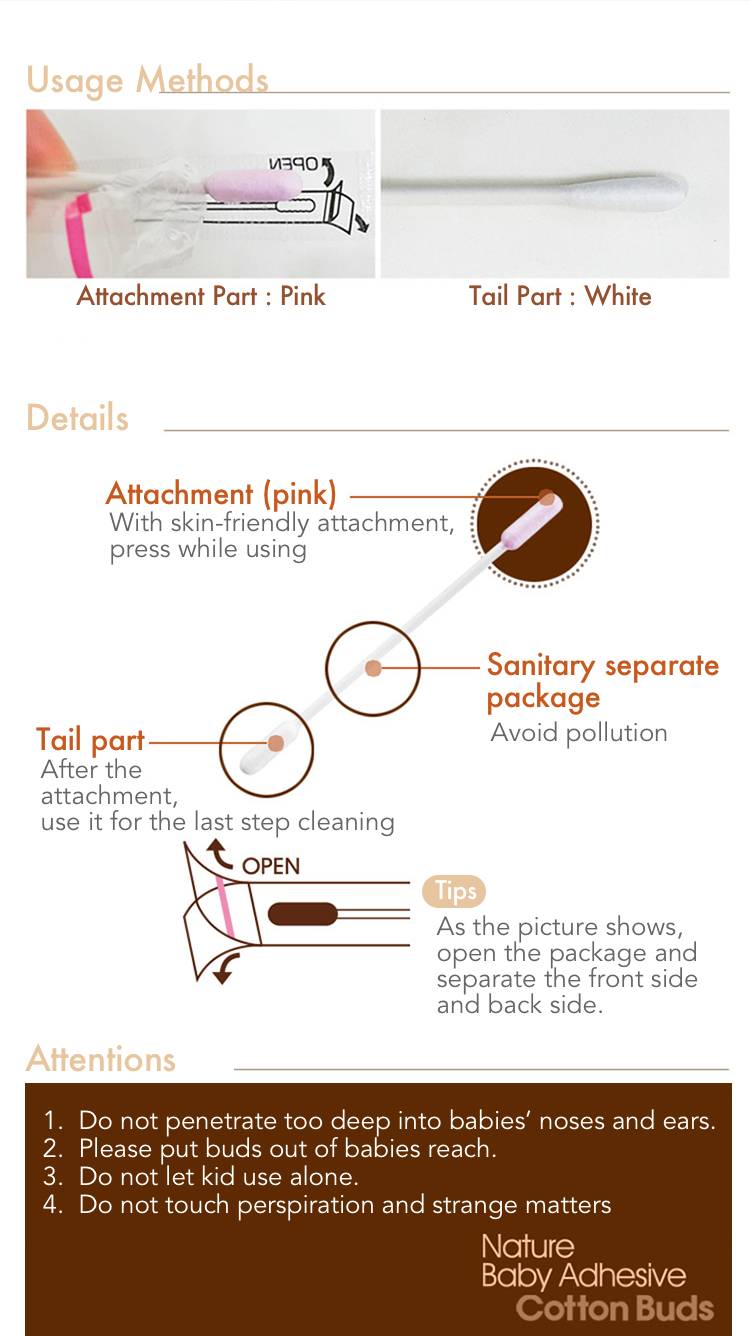 Usage Methods
OPEN
Attachment Part : Pink
Tail Part : White
Details
Attachment (pink)
With skin-friendly attachment,
press while using
Sanitary separate
package
Avoid pollution
Tail part
After the
attachment,
use it for the last step cleaning
OPEN
Tips
As the picture shows,
open the package and
separate the front side
and back side.
Attentions
1. Do not penetrate too deep into babies’ noses and ears.
2. Please put buds out of babies reach.
3. Do not let kid use alone.
4. Do not touch perspiration and strange matters
Nature
Baby Adhesive
Cotton Buds